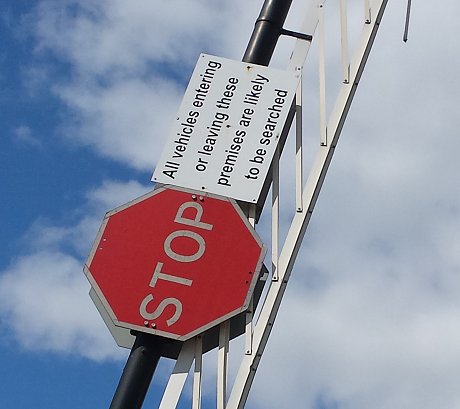 All vehicles entering
or leaving these
premises are likely
to be searched
STOP